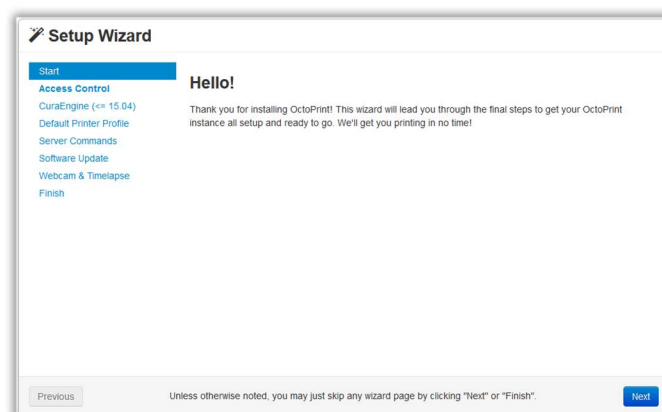 Setup Wizard
Start
Access Control
CuraEngine (<= 15.04)
Default Printer Profile
Server Commands
Software Update
Webcam & Timelapse
Finish
Hello!
Thank you for installing OctoPrint! This wizard will lead you through the final steps to get your OctoPrint
instance all setup and ready to go. We'll get you printing in no time!
Previous
Unless otherwise noted, you may just skip any wizard page by clicking "Next" or "Finish".
Next